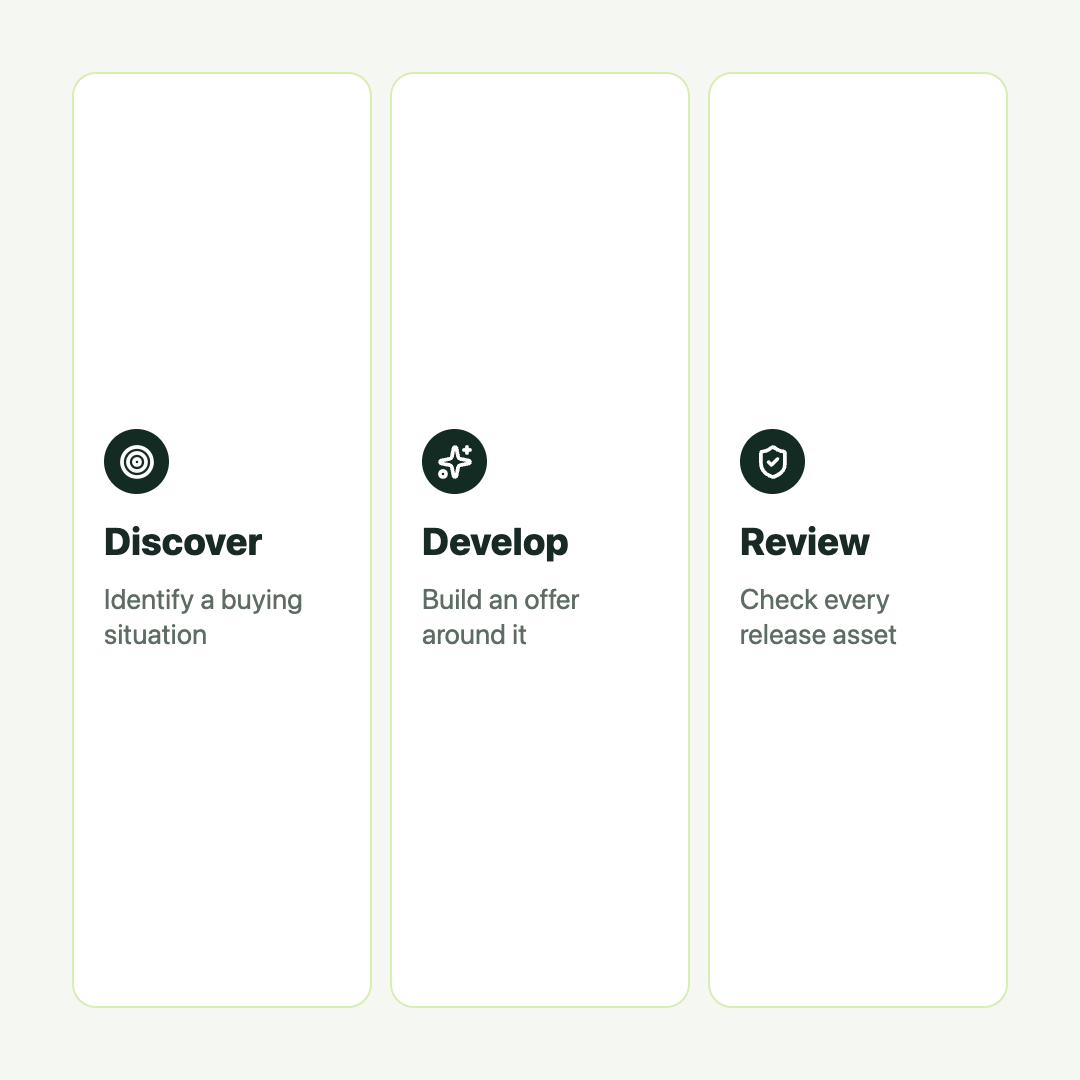 Discover
Identify a buying
situation
Develop
Build an offer
around it
Review
Check every
release asset